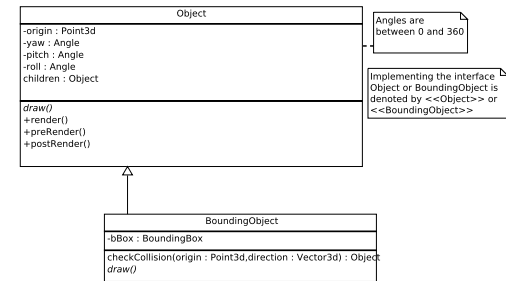 Object
-origin : Point3d
-yaw : Angle
-pitch : Angle
-roll : Angle
children : Object
draw()
+render()
+preRender()
+postRender()
Angles are
between 0 and 360
Implementing the interface
Object or BoundingObject is
denoted by <<Object>> or
<<BoundingObject>>
BoundingObject
-bBox : BoundingBox
checkCollision(origin : Point3d,direction : Vector3d) : Object
draw()